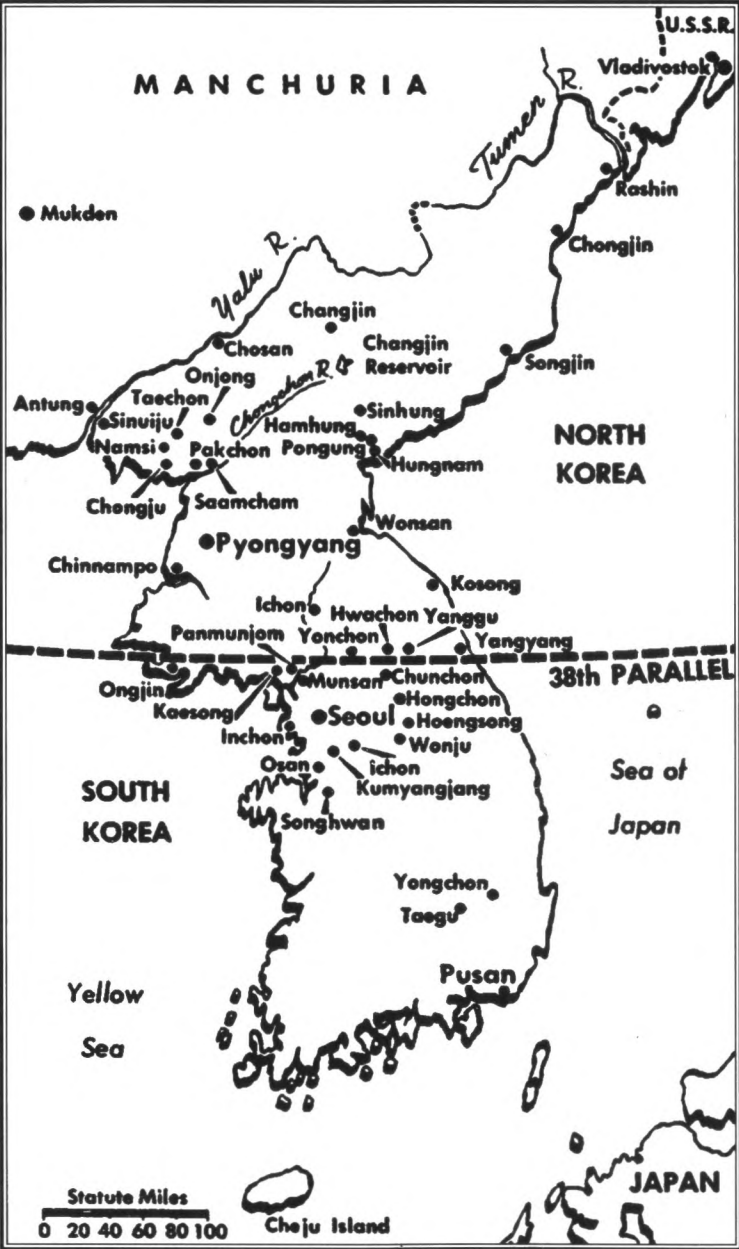 U.S.S.R.
Vladivostok
MANCHURIA
Tumen R.
Rashin
Mukden
Chongjin
Yalu R.
Changjin
Chosan
Changjin
Reservoir
Songjin
Onjong
Chongchon R.
Taechon
Antung
Sinuiju
Sinhung
Hamhung
Namsi
Pakchon
Pongung
Hungnam
NORTH
KOREA
Chongju
Saamcham
Wonsan
Pyongyang
Chinnampo
Kosong
Ichon
Hwachon
Yanggu
Panmunjom
Yonchon
Yangyang
38th PARALLEL
Ongjin
Munsan
Chunchon
Kaesong
Hongchon
Seoul
Hoengsong
Inchon
Wonju
Osan
ichon
Kumyangjang
Sea of
Japan
SOUTH
KOREA
Songhwan
Yongchon
Taegu
Pusan
Yellow
Sea
JAPAN
Statute Miles
0 20 40 60 80 100
Cheju Island